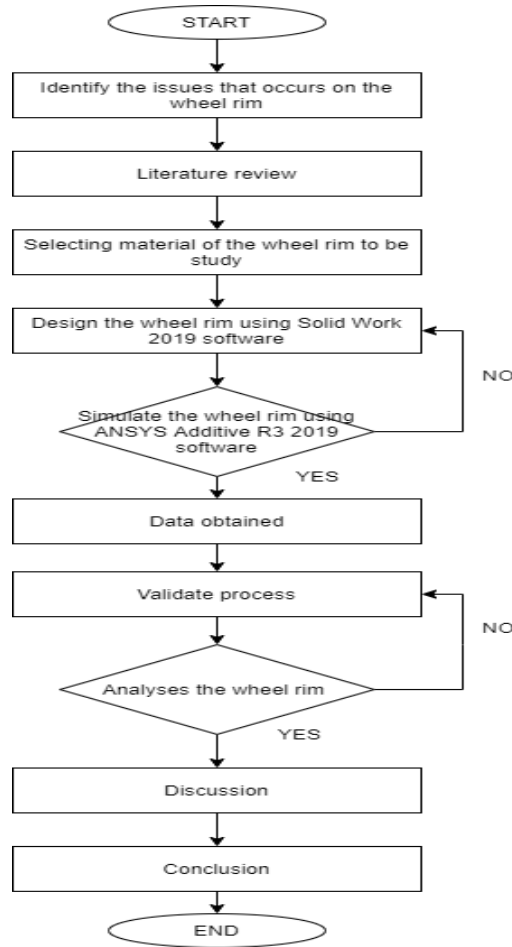 START
Identify the issues that occurs on the
wheel rim
Literature review
Selecting material of the wheel rim to be
study
Design the wheel rim using Solid Work
2019 software
NO
Simulate the wheel rim using
ANSYS Additive R3 2019
software
YES
Data obtained
Validate process
NO
Analyses the wheel rim
YES
Discussion
Conclusion
END